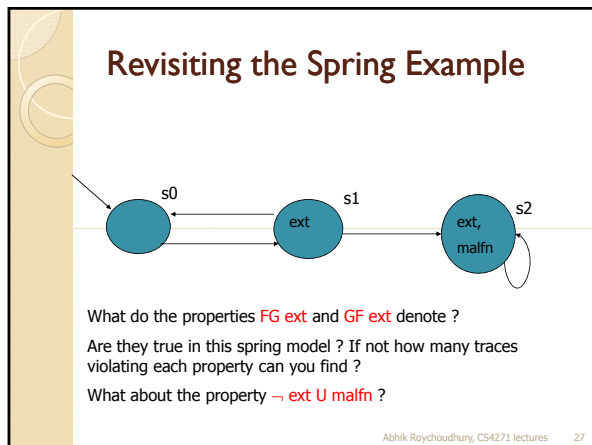 Revisiting the Spring Example
s0
s1
s2
ext
ext,
malfn
What do the properties FG ext and GF ext denote ?
Are they true in this spring model ? If not how many traces
violating each property can you find ?
What about the property ¬ ext U malfn ?
Abhik Roychoudhury, CS4271 lectures 27